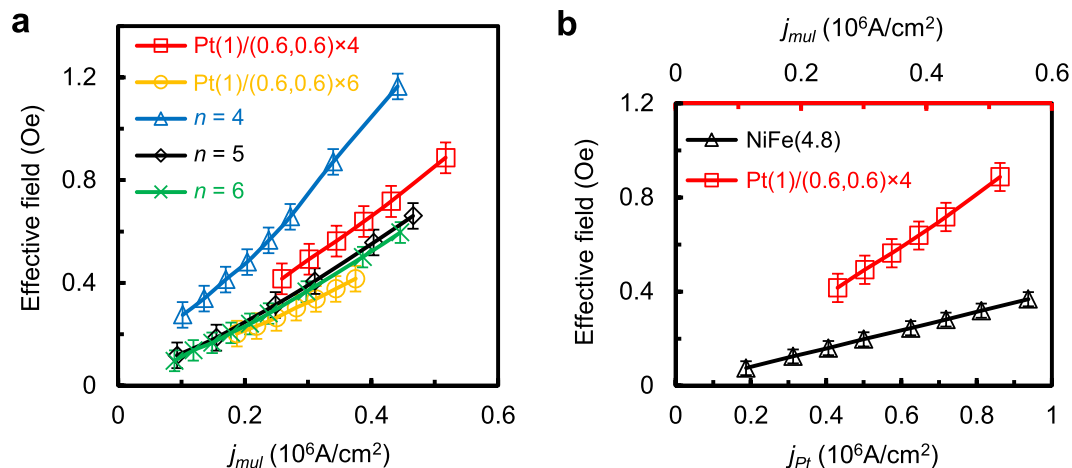 a
Effective field (Oe)
1.2
0.8
0.4
0
0
0.2
0.4
0.6
j_mul (10⁶A/cm²)
Pt(1)/(0.6,0.6)×4
Pt(1)/(0.6,0.6)×6
n = 4
n = 5
n = 6
b
j_mul (10⁶A/cm²)
0
0.2
0.4
0.6
Effective field (Oe)
1.2
0.8
0.4
0
0
0.2
0.4
0.6
0.8
1
j_Pt (10⁶A/cm²)
NiFe(4.8)
Pt(1)/(0.6,0.6)×4